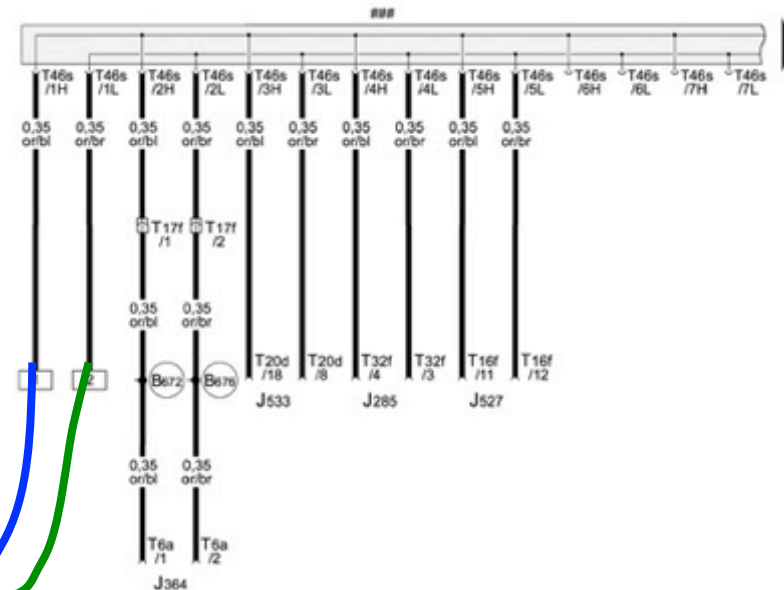 ###
T46s T46s T46s T46s T46s T46s T46s T46s T46s T46s T46s T46s T46s T46s
/1H /1L /2H /2L /3H /3L /4H /4L /5H /5L /6H /6L /7H /7L
0,35 0,35 0,35 0,35 0,35 0,35 0,35 0,35 0,35 0,35
or/bl or/br or/bl or/br or/bl or/br or/bl or/br or/bl or/br
T17f T17f
/1 /2
0,35 0,35
or/bl or/br
T20d T20d T32f T32f T16f T16f
/18 /8 /4 /3 /11 /12
2 B672 B676
J533 J285 J527
0,35 0,35
or/bl or/br
T6a T6a
/1 /2
J364